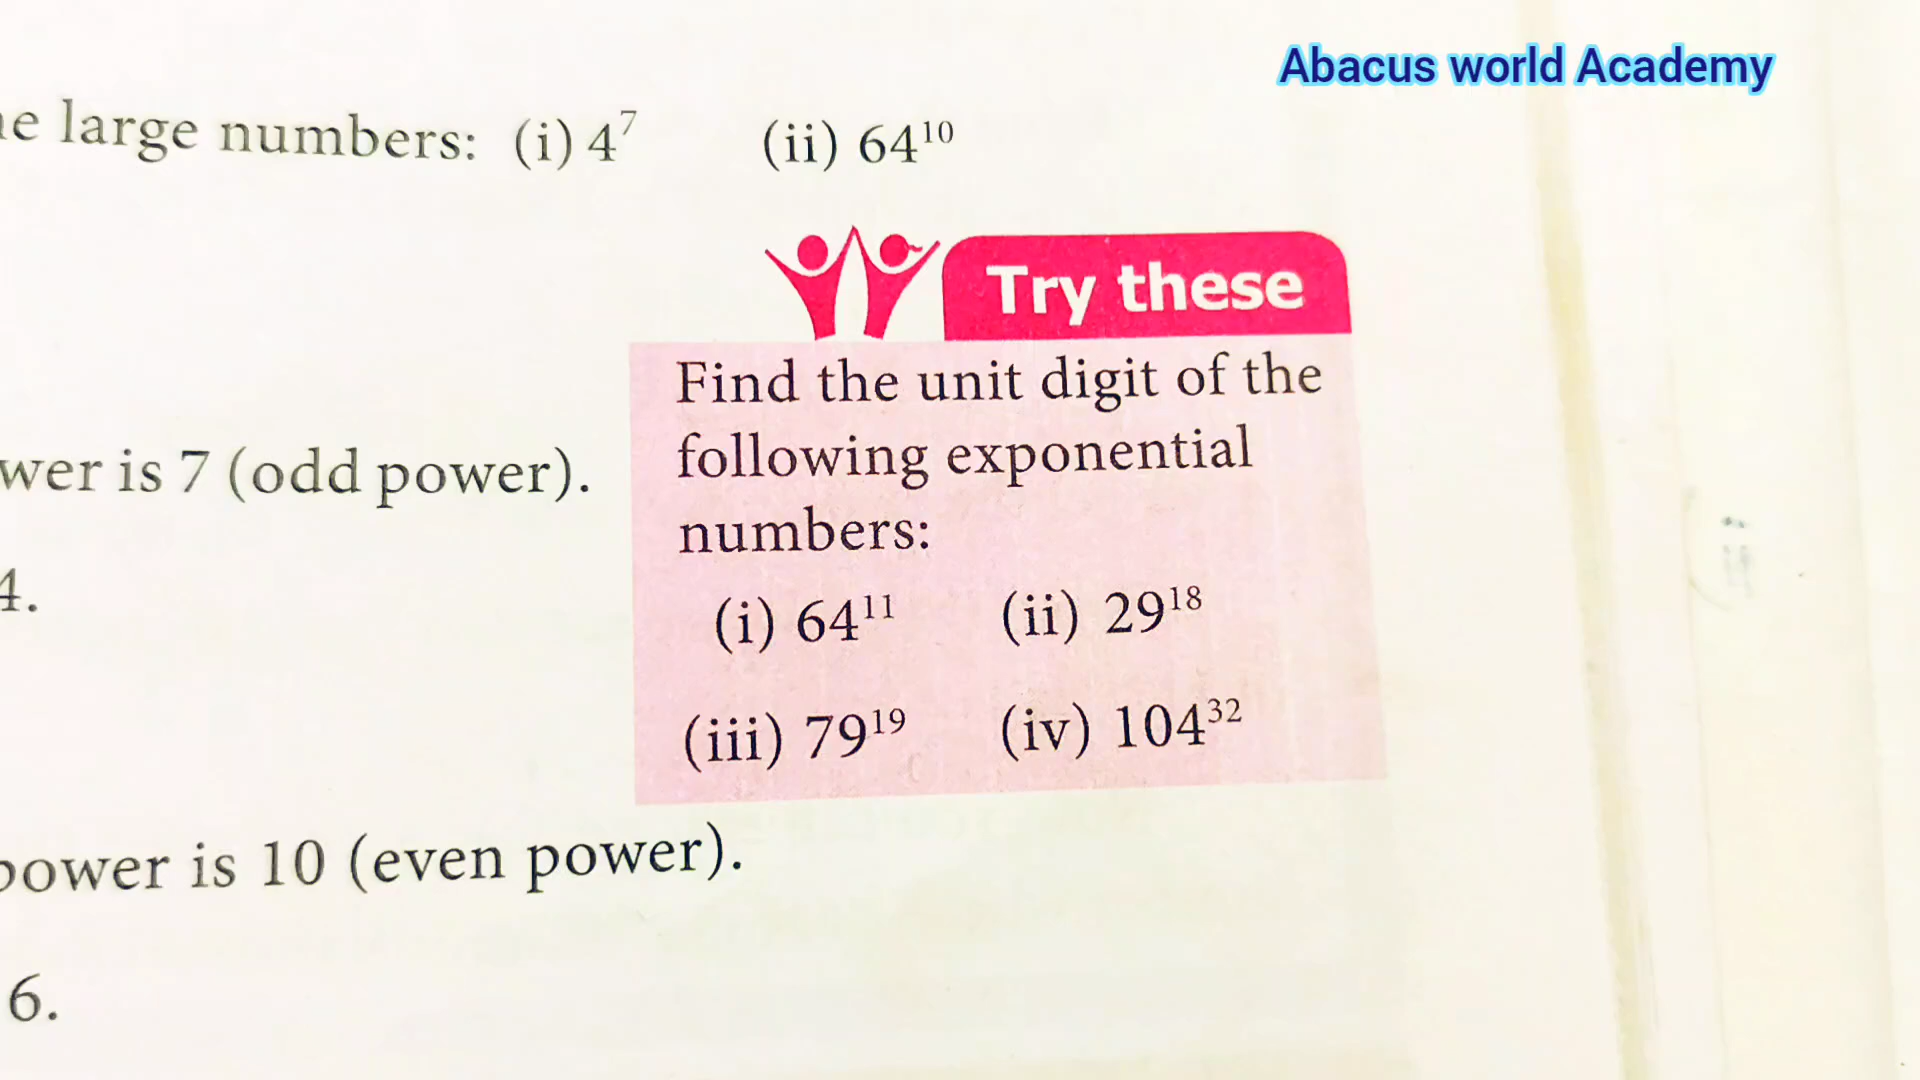 Abacus world Academy
large numbers: (i) 4⁷ (ii) 64¹⁰
Try these
Find the unit digit of the
following exponential
numbers:
(i) 64¹¹ (ii) 29¹⁸
(iii) 79¹⁹ (iv) 104³²
wer is 7 (odd power).
4.
power is 10 (even power).
6.